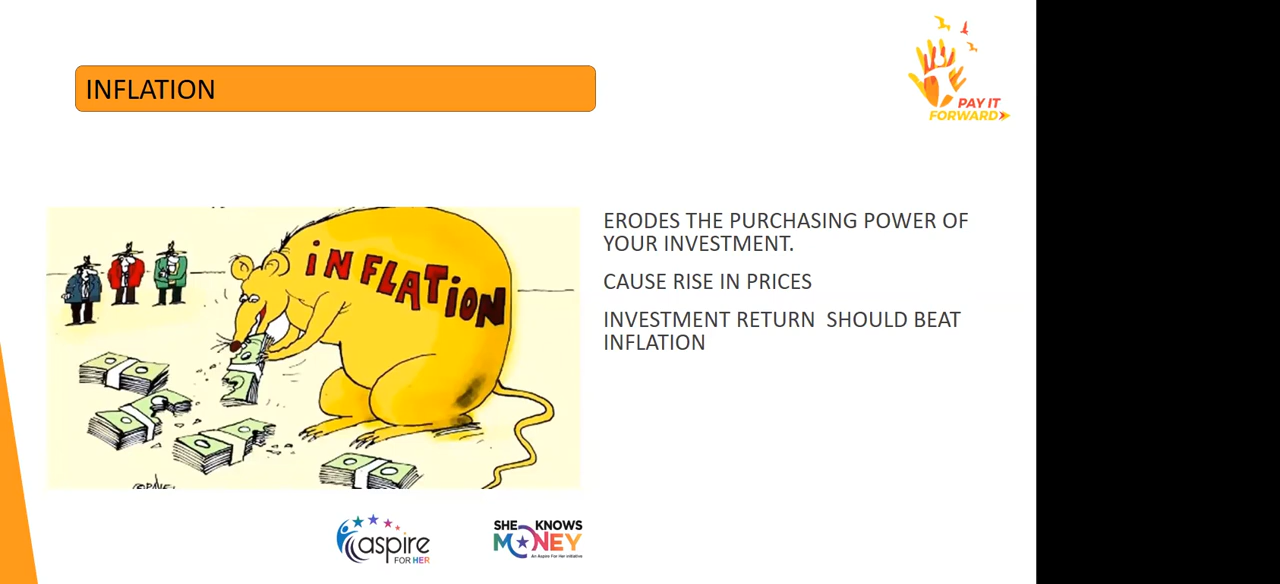 INFLATION
PAY IT
FORWARD
iNFLATiON
ERODES THE PURCHASING POWER OF
YOUR INVESTMENT.
CAUSE RISE IN PRICES
INVESTMENT RETURN SHOULD BEAT
INFLATION
aspire
FOR HER
SHE KNOWS
MONEY
An Aspire For Her Initiative